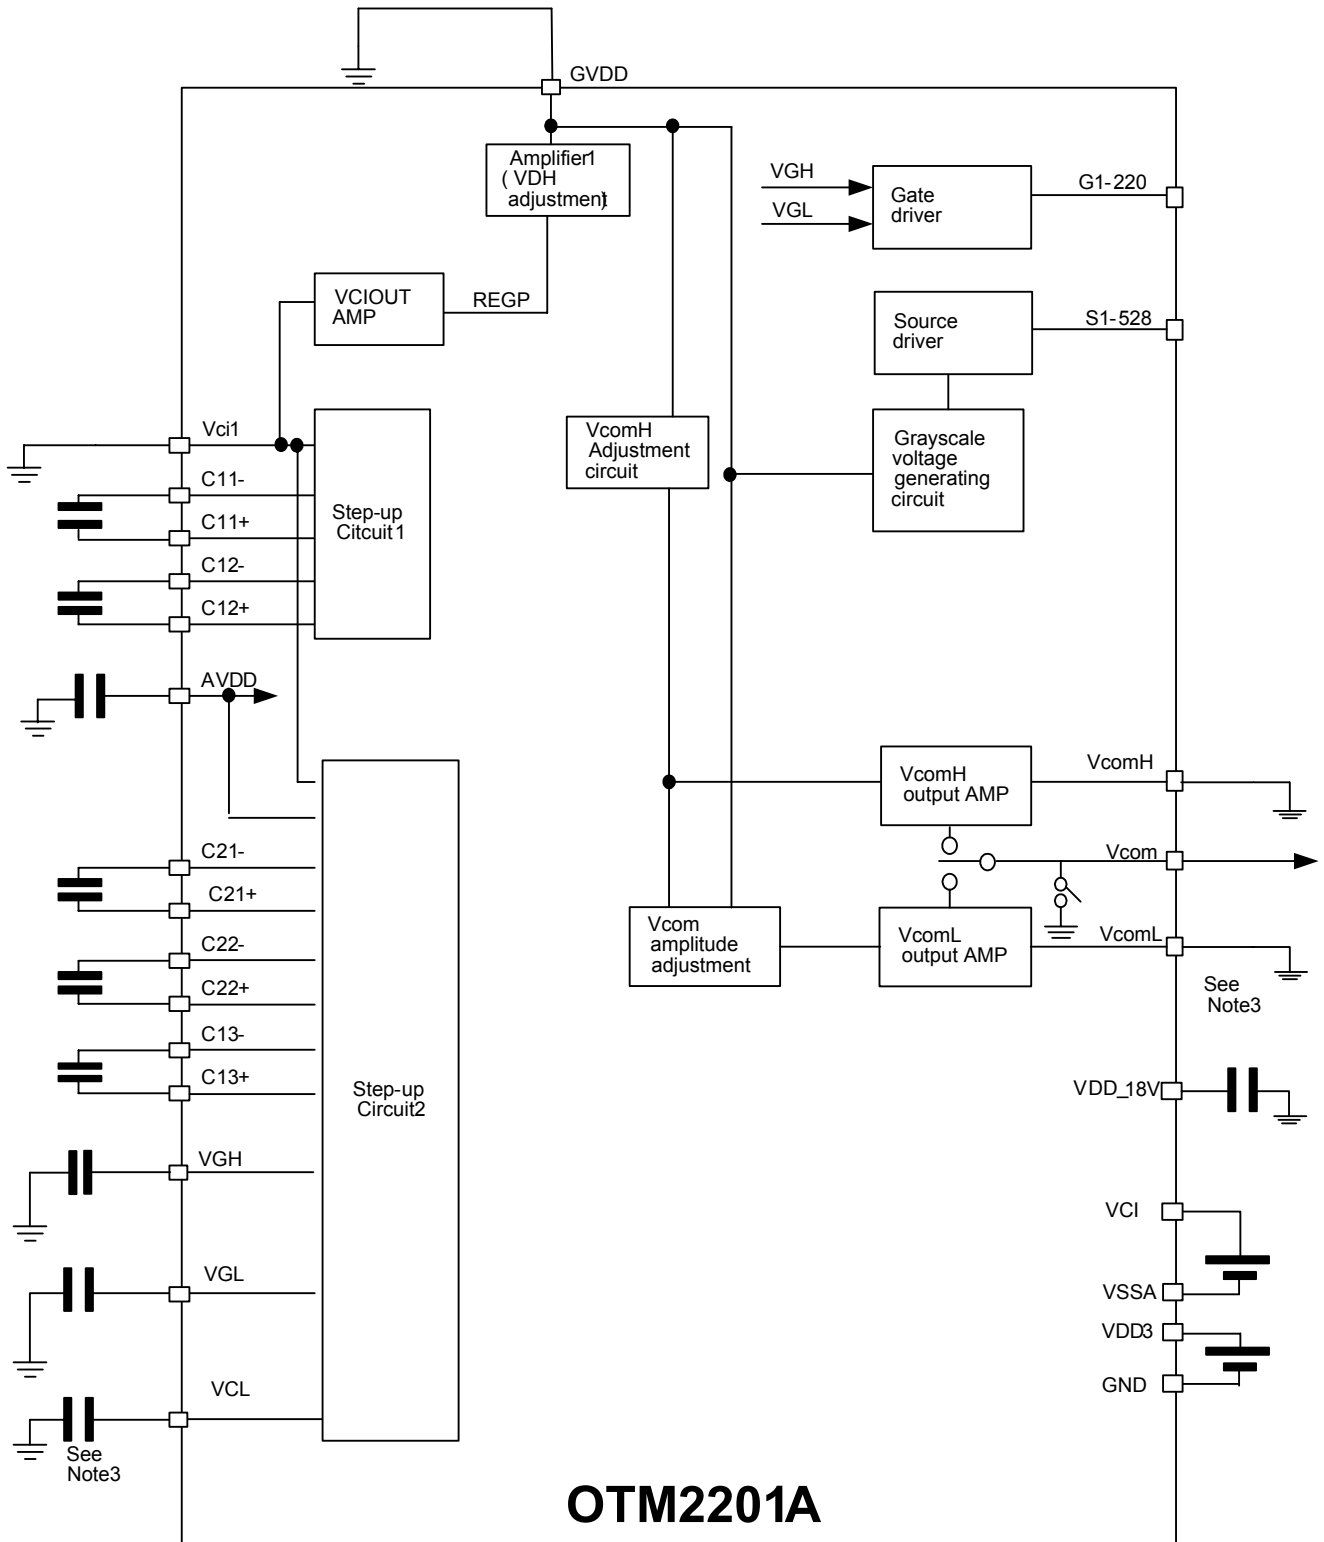 GVDD
Amplifier1
( VDH
adjustment)
VGH
VGL
Gate
driver
G1-220
VCIOUT
AMP
REGP
Source
driver
S1-528
Vci1
C11-
C11+
C12-
C12+
Step-up
Citcuit1
VcomH
Adjustment
circuit
Grayscale
voltage
generating
circuit
AVDD
VcomH
output AMP
VcomH
Vcom
C21-
C21+
C22-
C22+
C13-
C13+
Vcom
amplitude
adjustment
VcomL
output AMP
VcomL
See
Note3
Step-up
Circuit2
VDD_18V
VGH
VCI
VGL
VSSA
VDD3
GND
VCL
See
Note3
OTM2201A